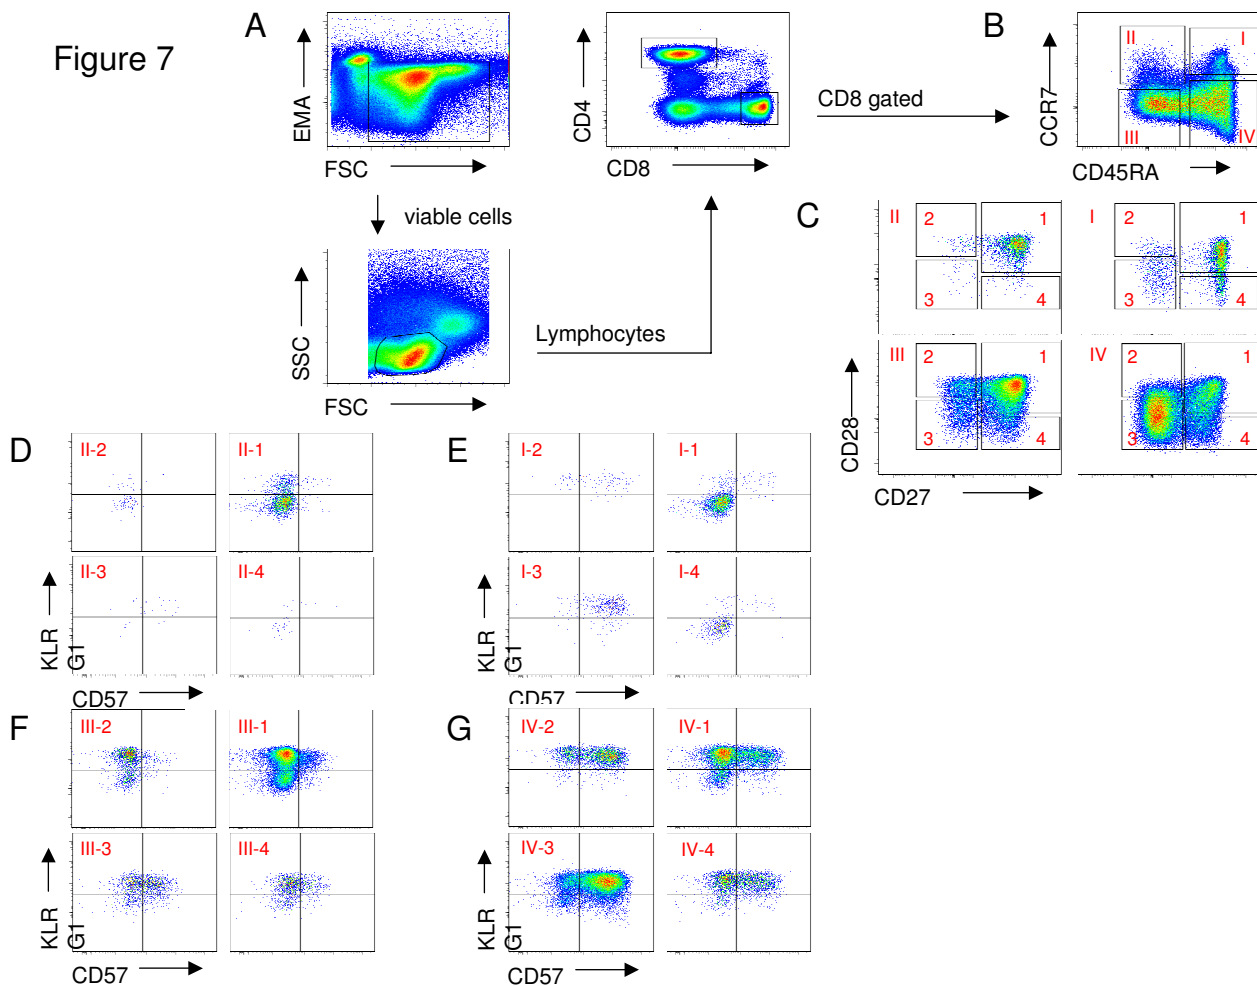 Figure 7
A
EMA
FSC
viable cells
SSC
FSC
Lymphocytes
CD4
CD8
CD8 gated
B
CCR7
II
I
III
IV
CD45RA
C
II
2
1
3
4
I
2
1
3
4
III
2
1
3
4
IV
2
1
3
4
CD28
CD27
D
II-2
II-1
II-3
II-4
KLR
G1
CD57
E
I-2
I-1
I-3
I-4
KLR
G1
CD57
F
III-2
III-1
III-3
III-4
KLR
G1
CD57
G
IV-2
IV-1
IV-3
IV-4
KLR
G1
CD57